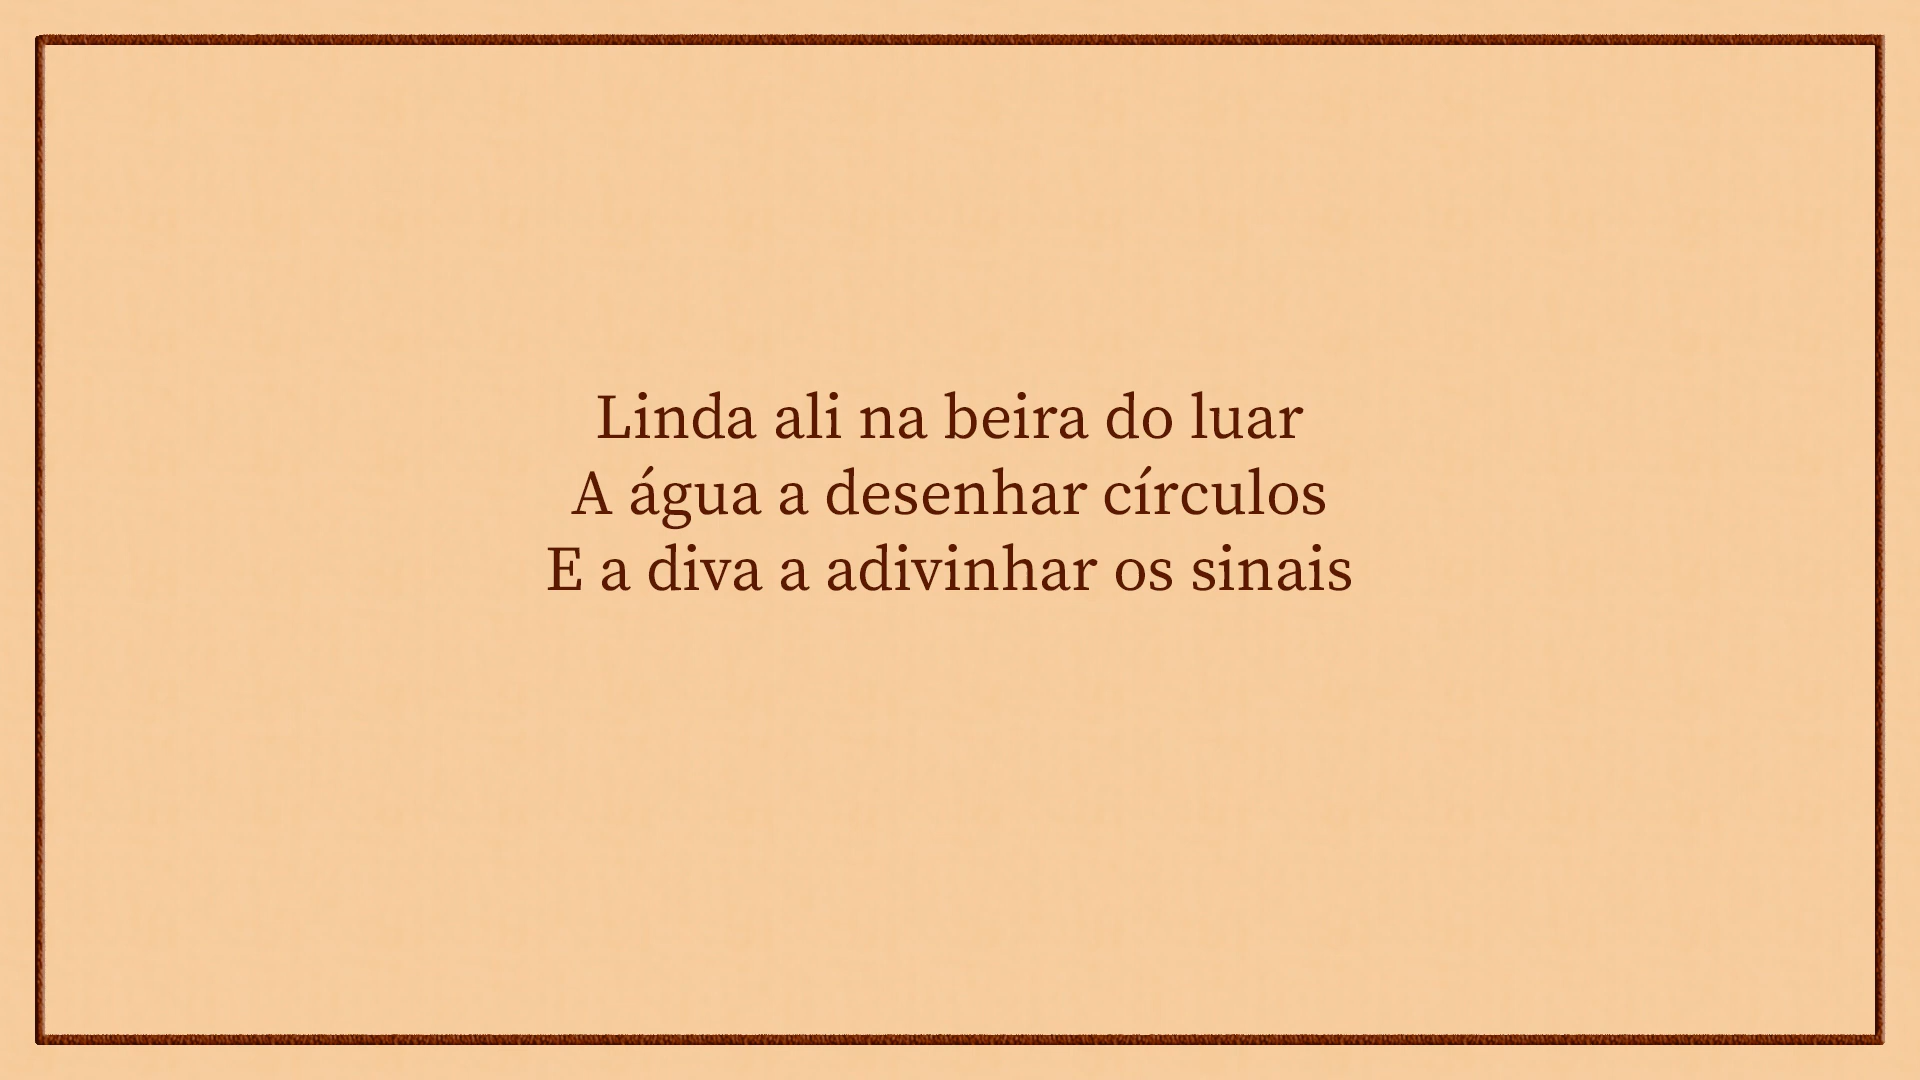 Linda ali na beira do luar
A água a desenhar círculos
E a diva a adivinhar os sinais